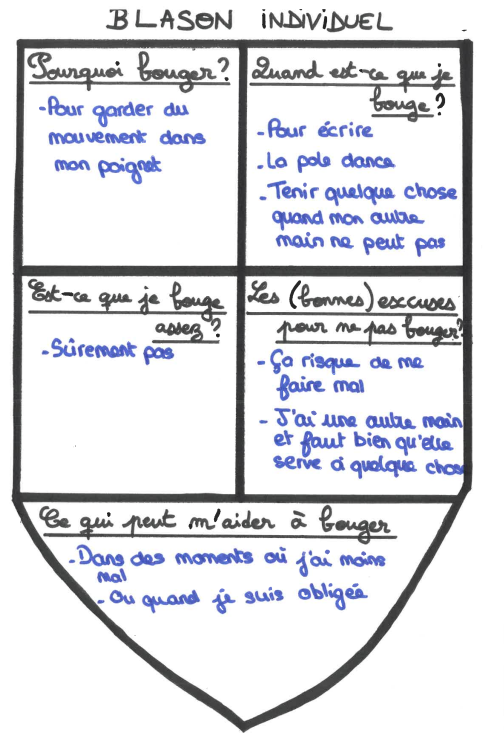 BLASON INDIVIDUEL
Pourquoi bouger?
-Pour garder du
mouvement dans
mon poignet
Quand est-ce que je
bouge?
-Pour écrire
-La pole dance
-Tenir quelque chose
quand mon autre
main ne peut pas
Est-ce que je bouge
assez?
-Sûrement pas
Les (bonnes) excuses
pour ne pas bouger?
-Ça risque de me
faire mal
-J'ai une autre main
et faut bien qu'elle
serve à quelque chose
Ce qui peut m'aider à bouger
-Dans des moments où j'ai moins
mal
-Ou quand je suis obligée